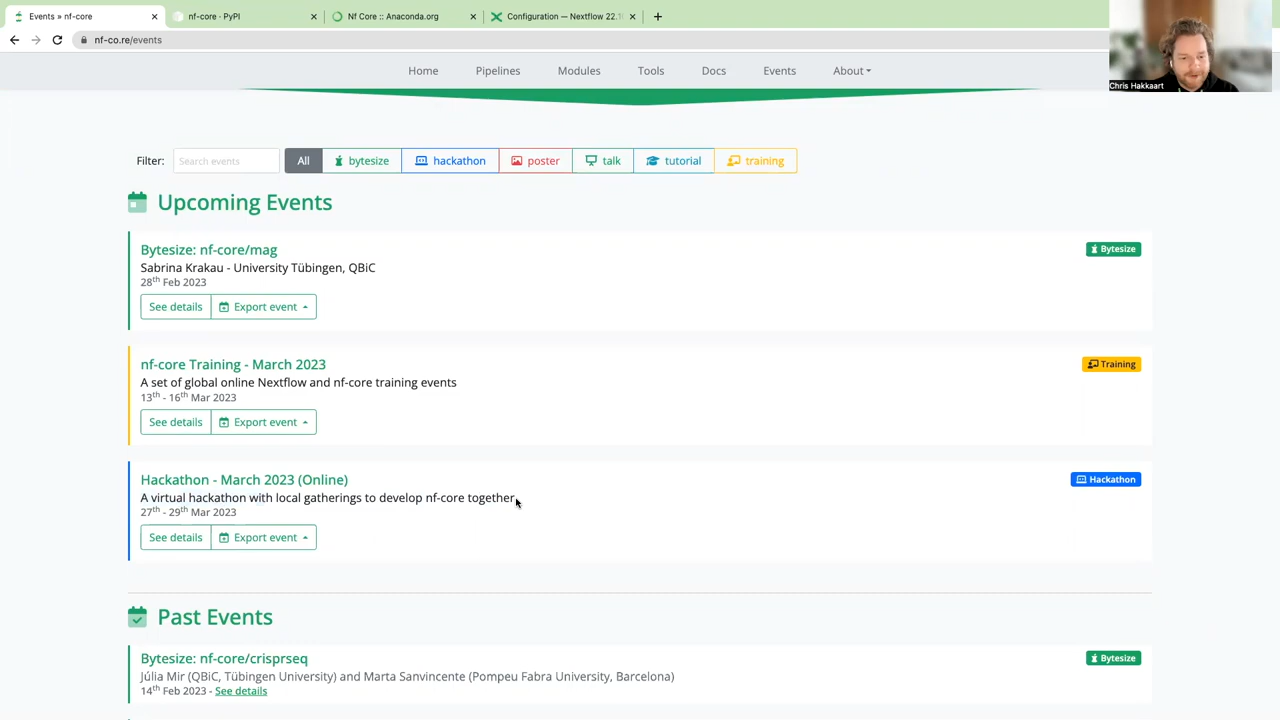 Events » nf-core
nf-core · PyPI
Nf Core :: Anaconda.org
Configuration — Nextflow 22.1
nf-co.re/events
Home
Pipelines
Modules
Tools
Docs
Events
About
Chris Hakkaart
Filter:
Search events
All
bytesize
hackathon
poster
talk
tutorial
training
Upcoming Events
Bytesize: nf-core/mag
Bytesize
Sabrina Krakau - University Tübingen, QBiC
28th Feb 2023
See details
Export event
nf-core Training - March 2023
Training
A set of global online Nextflow and nf-core training events
13th - 16th Mar 2023
See details
Export event
Hackathon - March 2023 (Online)
Hackathon
A virtual hackathon with local gatherings to develop nf-core together
27th - 29th Mar 2023
See details
Export event
Past Events
Bytesize: nf-core/crisprseq
Bytesize
Júlia Mir (QBiC, Tübingen University) and Marta Sanvincente (Pompeu Fabra University, Barcelona)
14th Feb 2023 - See details